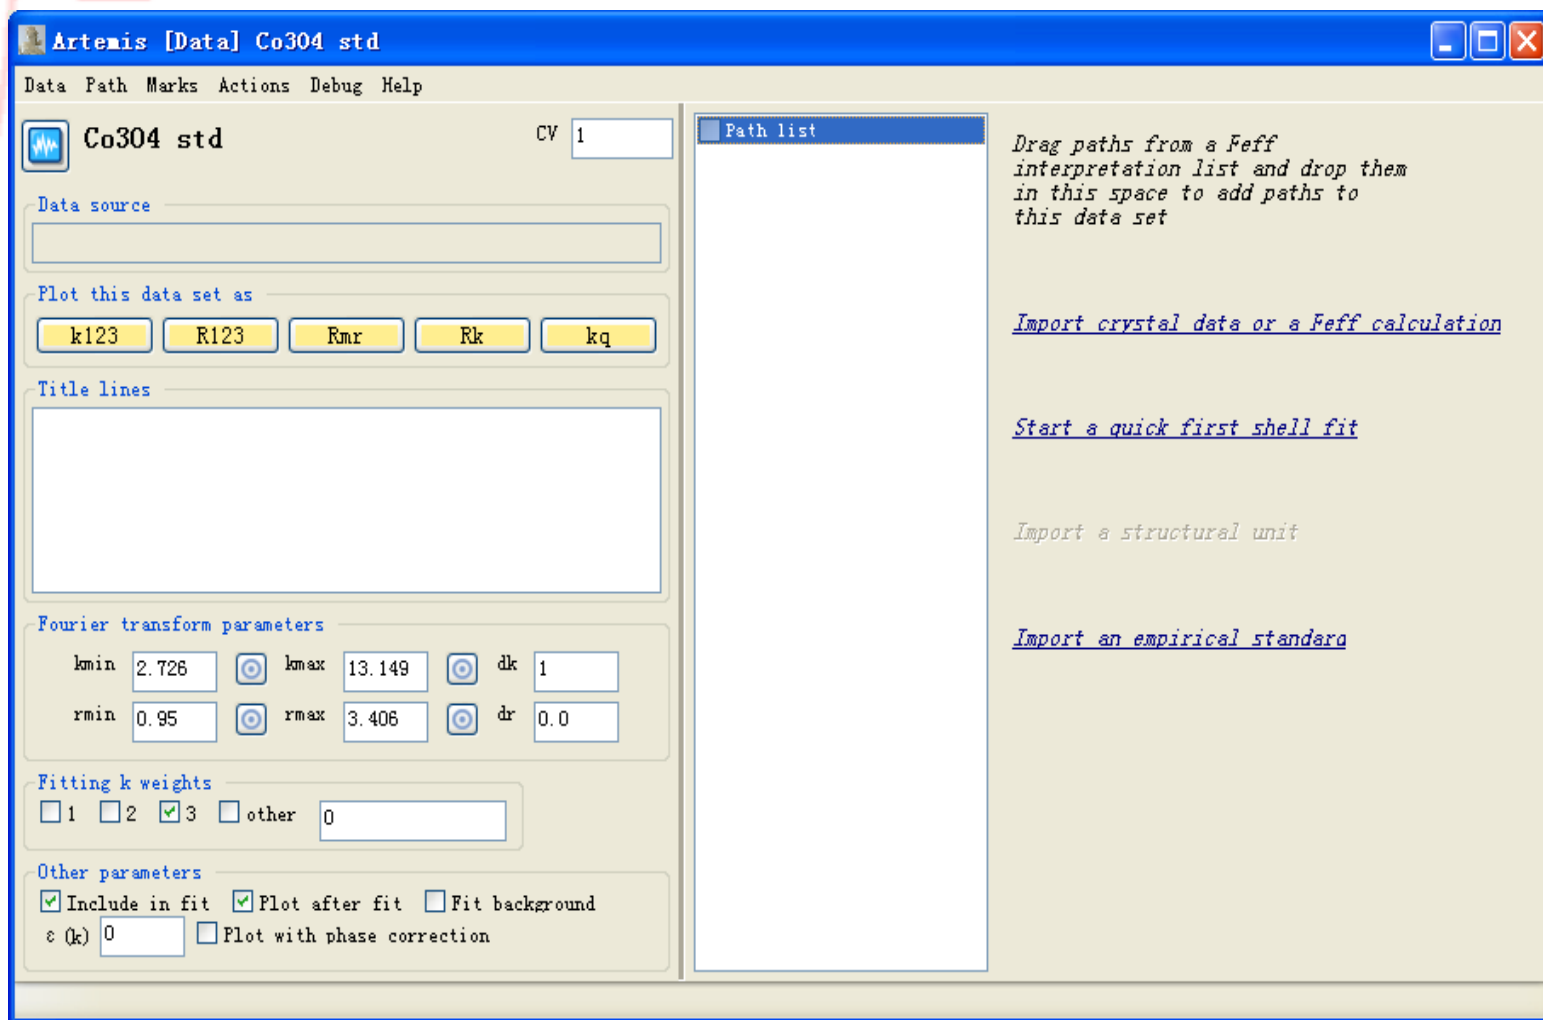 Artemis [Data] Co3O4 std
Data Path Marks Actions Debug Help
Co3O4 std
CV 1
Data source
Plot this data set as
k123 R123 Rmr Rk kq
Title lines
Fourier transform parameters
kmin 2.726 kmax 13.149 dk 1
rmin 0.95 rmax 3.406 dr 0.0
Fitting k weights
1 2 3 other 0
Other parameters
Include in fit Plot after fit Fit background
ε(k) 0 Plot with phase correction
Path list
Drag paths from a Feff
interpretation list and drop them
in this space to add paths to
this data set
Import crystal data or a Feff calculation
Start a quick first shell fit
Import a structural unit
Import an empirical standard